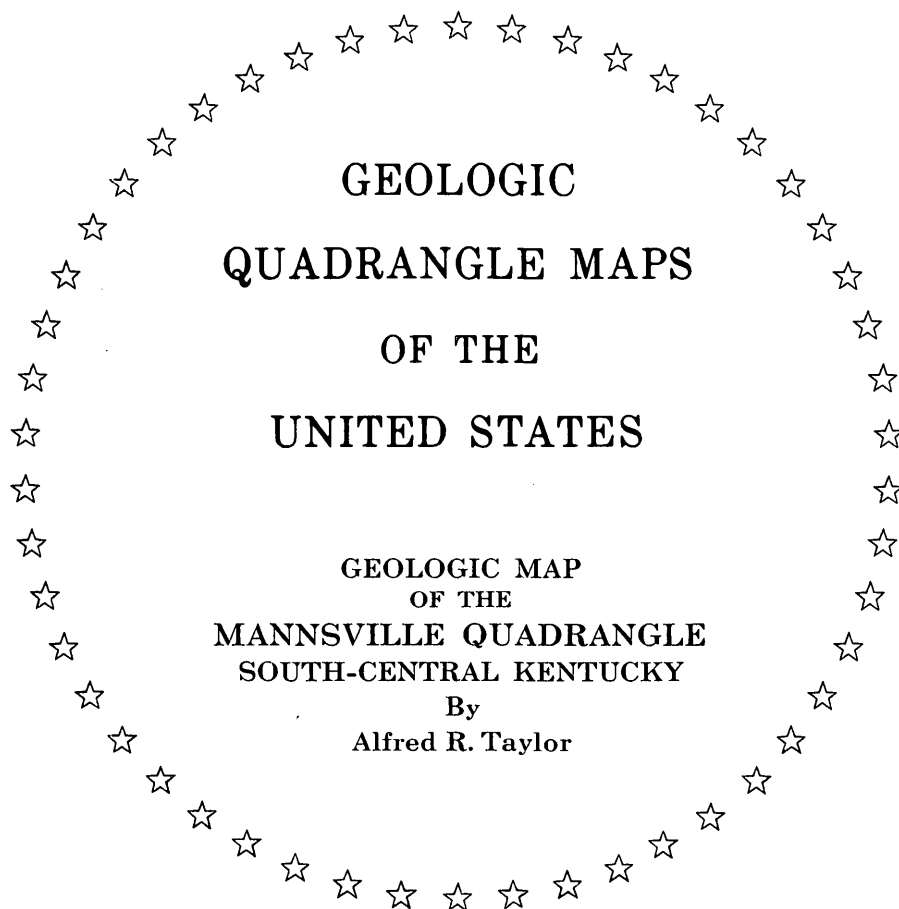 GEOLOGIC
QUADRANGLE MAPS
OF THE
UNITED STATES
GEOLOGIC MAP
OF THE
MANNSVILLE QUADRANGLE
SOUTH-CENTRAL KENTUCKY
By
Alfred R. Taylor